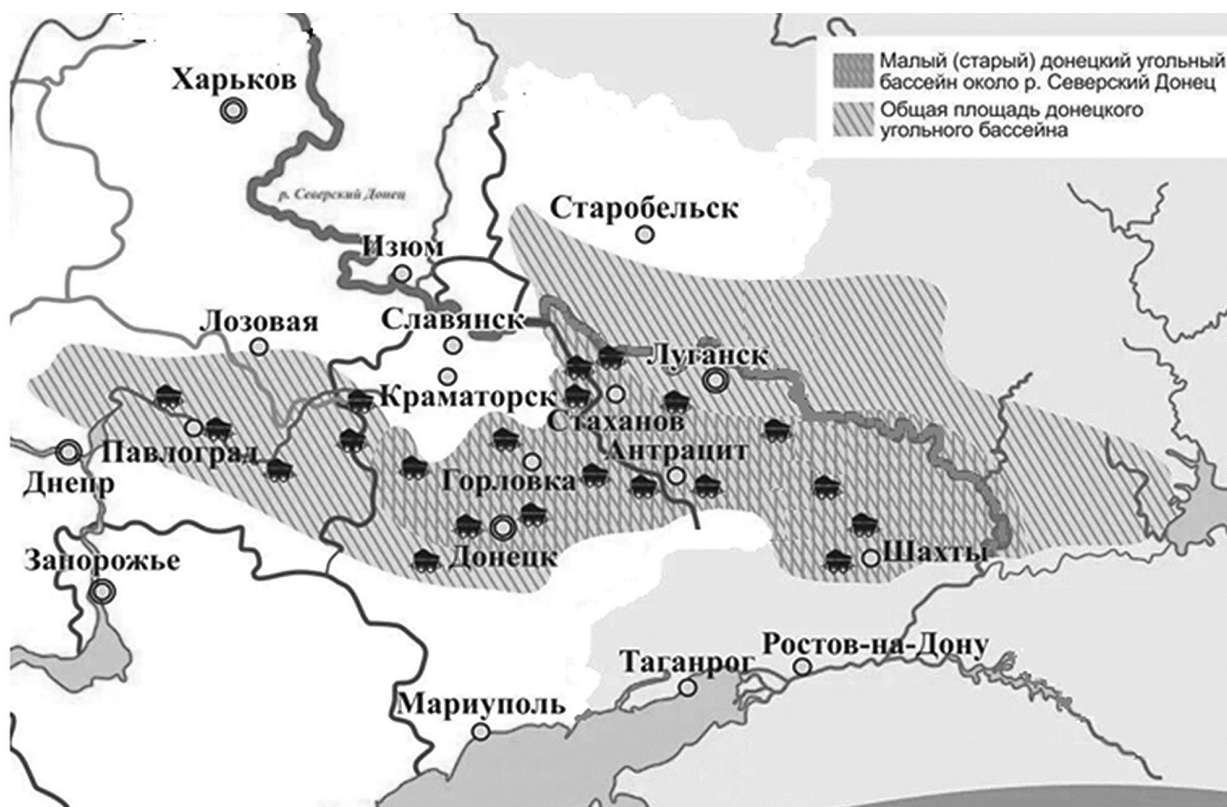 Малый (старый) донецкий угольный
бассейн около р. Северский Донец
Общая площадь донецкого
угольного бассейна
Харьков
р. Северский Донец
Старобельск
Изюм
Лозовая
Славянск
Луганск
Краматорск
Стаханов
Павлоград
Антрацит
Днепр
Горловка
Запорожье
Донецк
Шахты
Таганрог
Ростов-на-Дону
Мариуполь